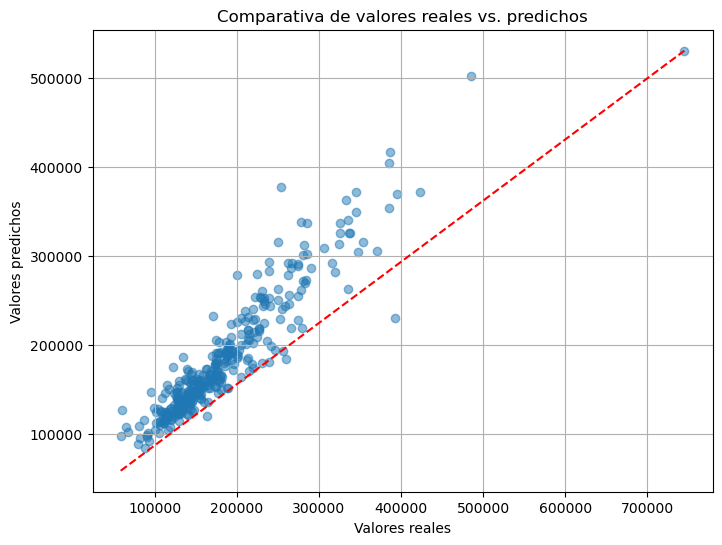 Comparativa de valores reales vs. predichos
Valores predichos
500000
400000
300000
200000
100000
100000 200000 300000 400000 500000 600000 700000
Valores reales